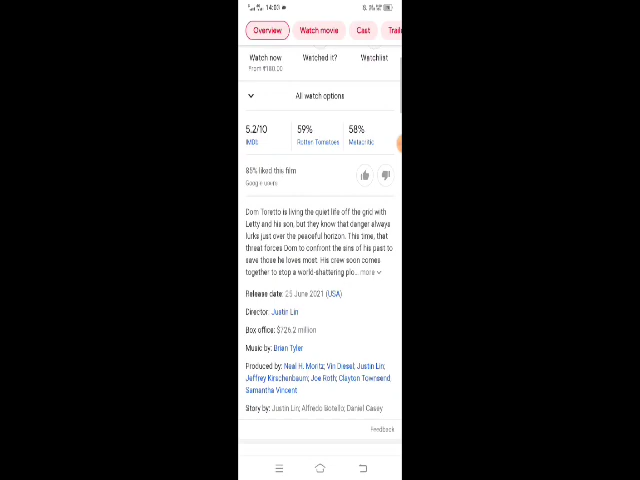 14:03
Overview Watch movie Cast Trail
Watch now Watched it? Watchlist
From ₹180.00
All watch options
5.2/10 59% 58%
IMDb Rotten Tomatoes Metacritic
85% liked this film
Google users
Dom Toretto is living the quiet life off the grid with
Letty and his son, but they know that danger always
lurks just over the peaceful horizon. This time, that
threat forces Dom to confront the sins of his past to
save those he loves most. His crew soon comes
together to stop a world-shattering plo... more
Release date: 25 June 2021 (USA)
Director: Justin Lin
Box office: $726.2 million
Music by: Brian Tyler
Produced by: Neal H. Moritz; Vin Diesel; Justin Lin;
Jeffrey Kirschenbaum; Joe Roth; Clayton Townsend;
Samantha Vincent
Story by: Justin Lin; Alfredo Botello; Daniel Casey
Feedback